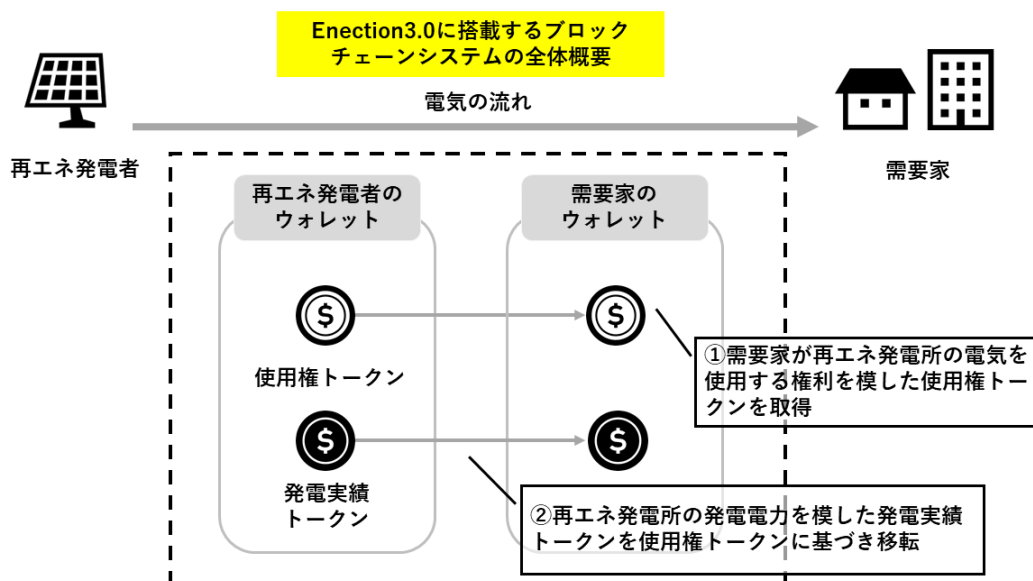 Enection3.0に搭載するブロック
チェーンシステムの全体概要
電気の流れ
再エネ発電者
需要家
再エネ発電者の
ウォレット
需要家の
ウォレット
$
$
使用権トークン
①需要家が再エネ発電所の電気を
使用する権利を模した使用権トー
クンを取得
$
$
発電実績
トークン
②再エネ発電所の発電電力を模した発電実績
トークンを使用権トークンに基づき移転